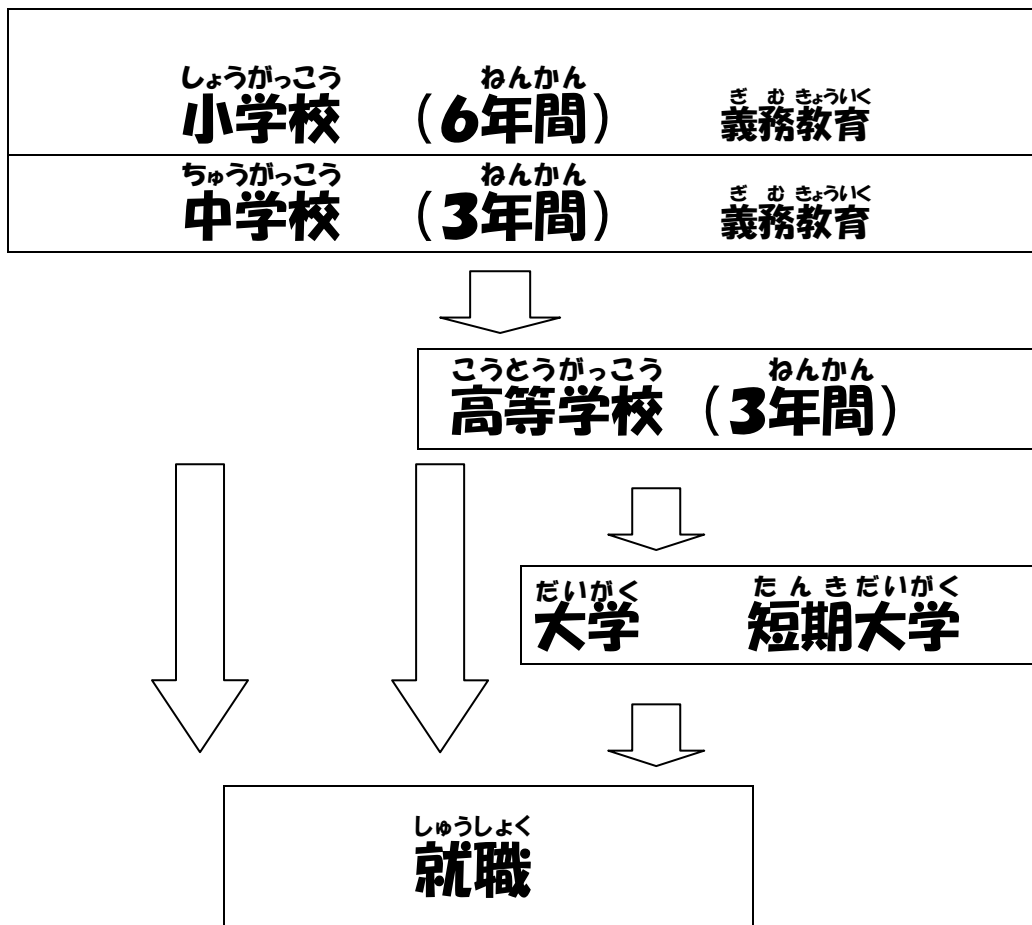 しょうがっこう ねんかん ぎ む きょういく
小学校 （6年間） 義務教育
ちゅうがっこう ねんかん ぎ む きょういく
中学校 （3年間） 義務教育
こうとうがっこう ねんかん
高等学校 （3年間）
だいがく たんきだいがく
大学 短期大学
しゅうしょく
就職